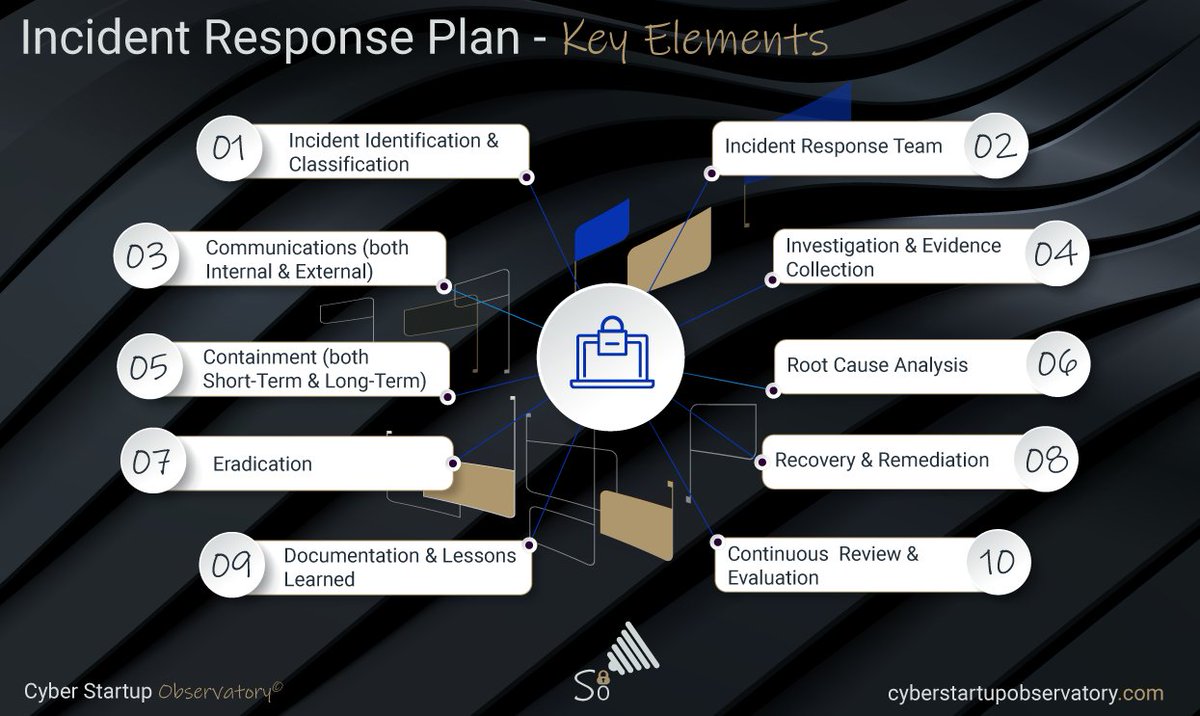 Incident Response Plan - Key Elements
01
Incident Identification &
Classification
Incident Response Team
02
03
Communications (both
Internal & External)
Investigation & Evidence
Collection
04
05
Containment (both
Short-Term & Long-Term)
Root Cause Analysis
06
07
Eradication
Recovery & Remediation
08
09
Documentation & Lessons
Learned
Continuous Review &
Evaluation
10
So
Cyber Startup Observatory©
cyberstartupobservatory.com